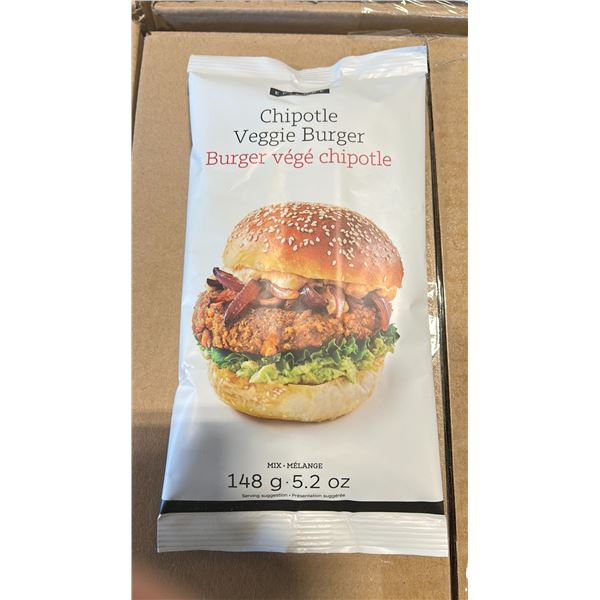 Chipotle
Veggie Burger
Burger végé chipotle
MIX • MÉLANGE
148 g · 5.2 oz
Serving suggestion • Présentation suggérée